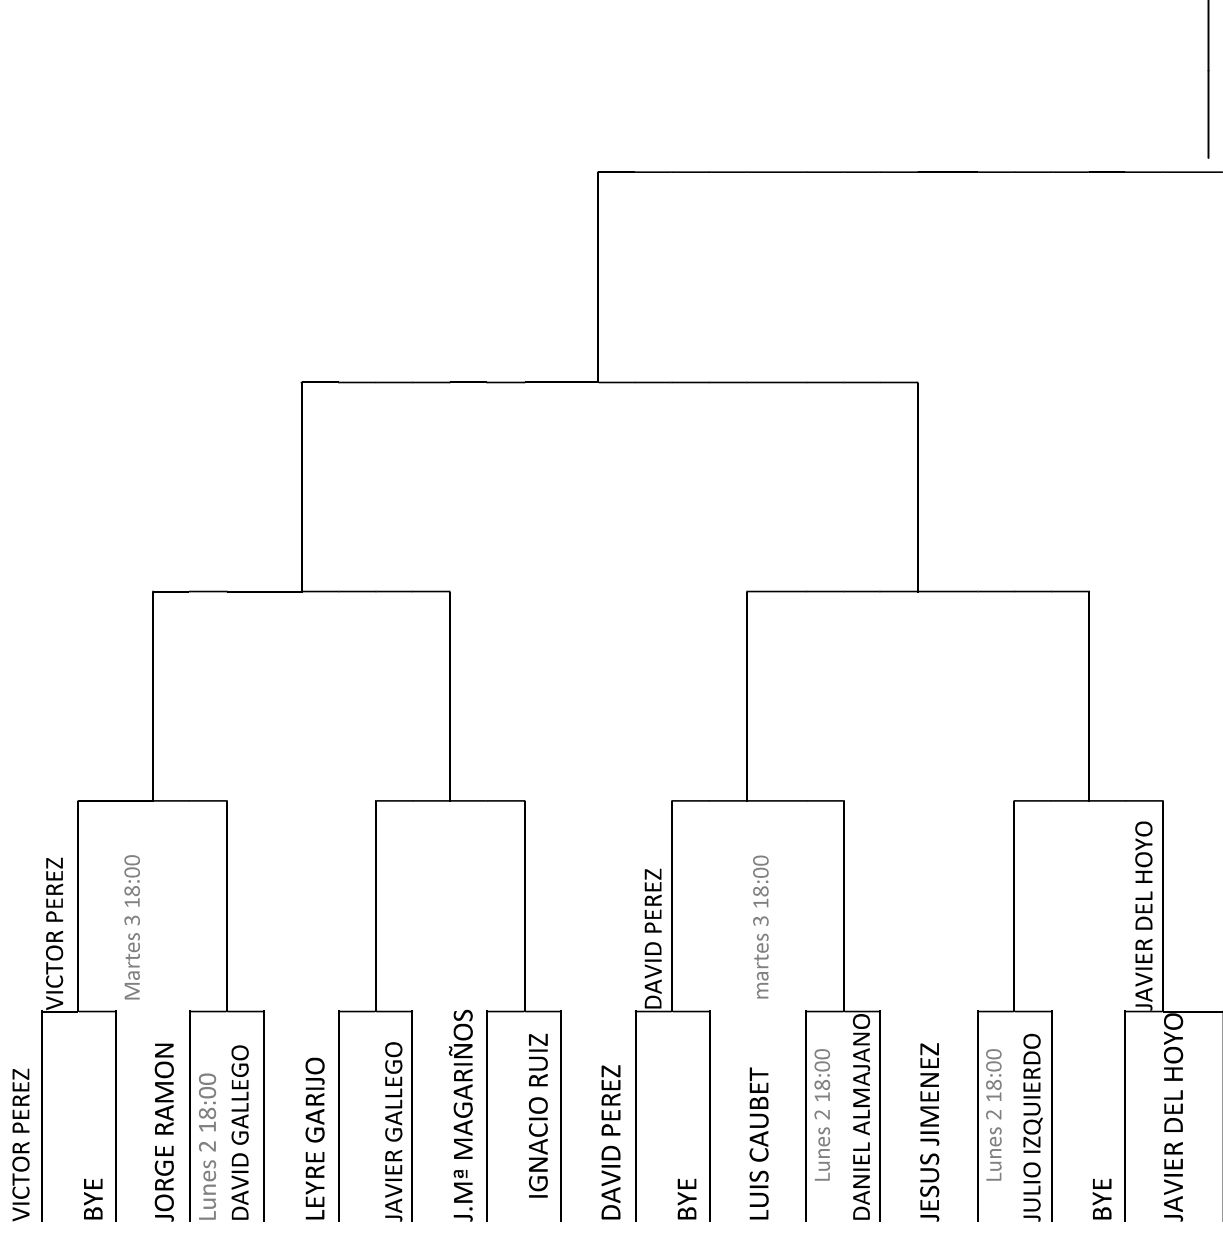 VICTOR PEREZ
BYE
JORGE RAMON
Lunes 2 18:00
DAVID GALLEGO
LEYRE GARIJO
JAVIER GALLEGO
J.Mª MAGARIÑOS
IGNACIO RUIZ
DAVID PEREZ
BYE
LUIS CAUBET
Lunes 2 18:00
DANIEL ALMAJANO
JESUS JIMENEZ
Lunes 2 18:00
JULIO IZQUIERDO
BYE
JAVIER DEL HOYO
VICTOR PEREZ
Martes 3 18:00
DAVID PEREZ
martes 3 18:00
JAVIER DEL HOYO